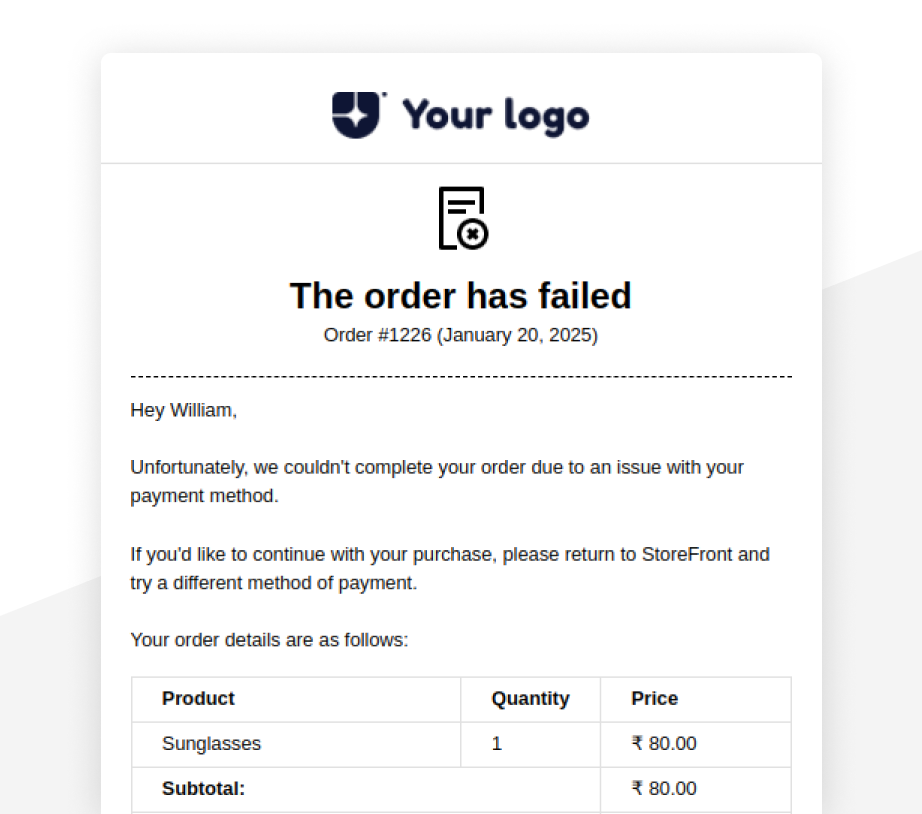 Your logo
The order has failed
Order #1226 (January 20, 2025)
Hey William,
Unfortunately, we couldn't complete your order due to an issue with your
payment method.
If you'd like to continue with your purchase, please return to StoreFront and
try a different method of payment.
Your order details are as follows:
Product Quantity Price
Sunglasses 1 ₹ 80.00
Subtotal: ₹ 80.00